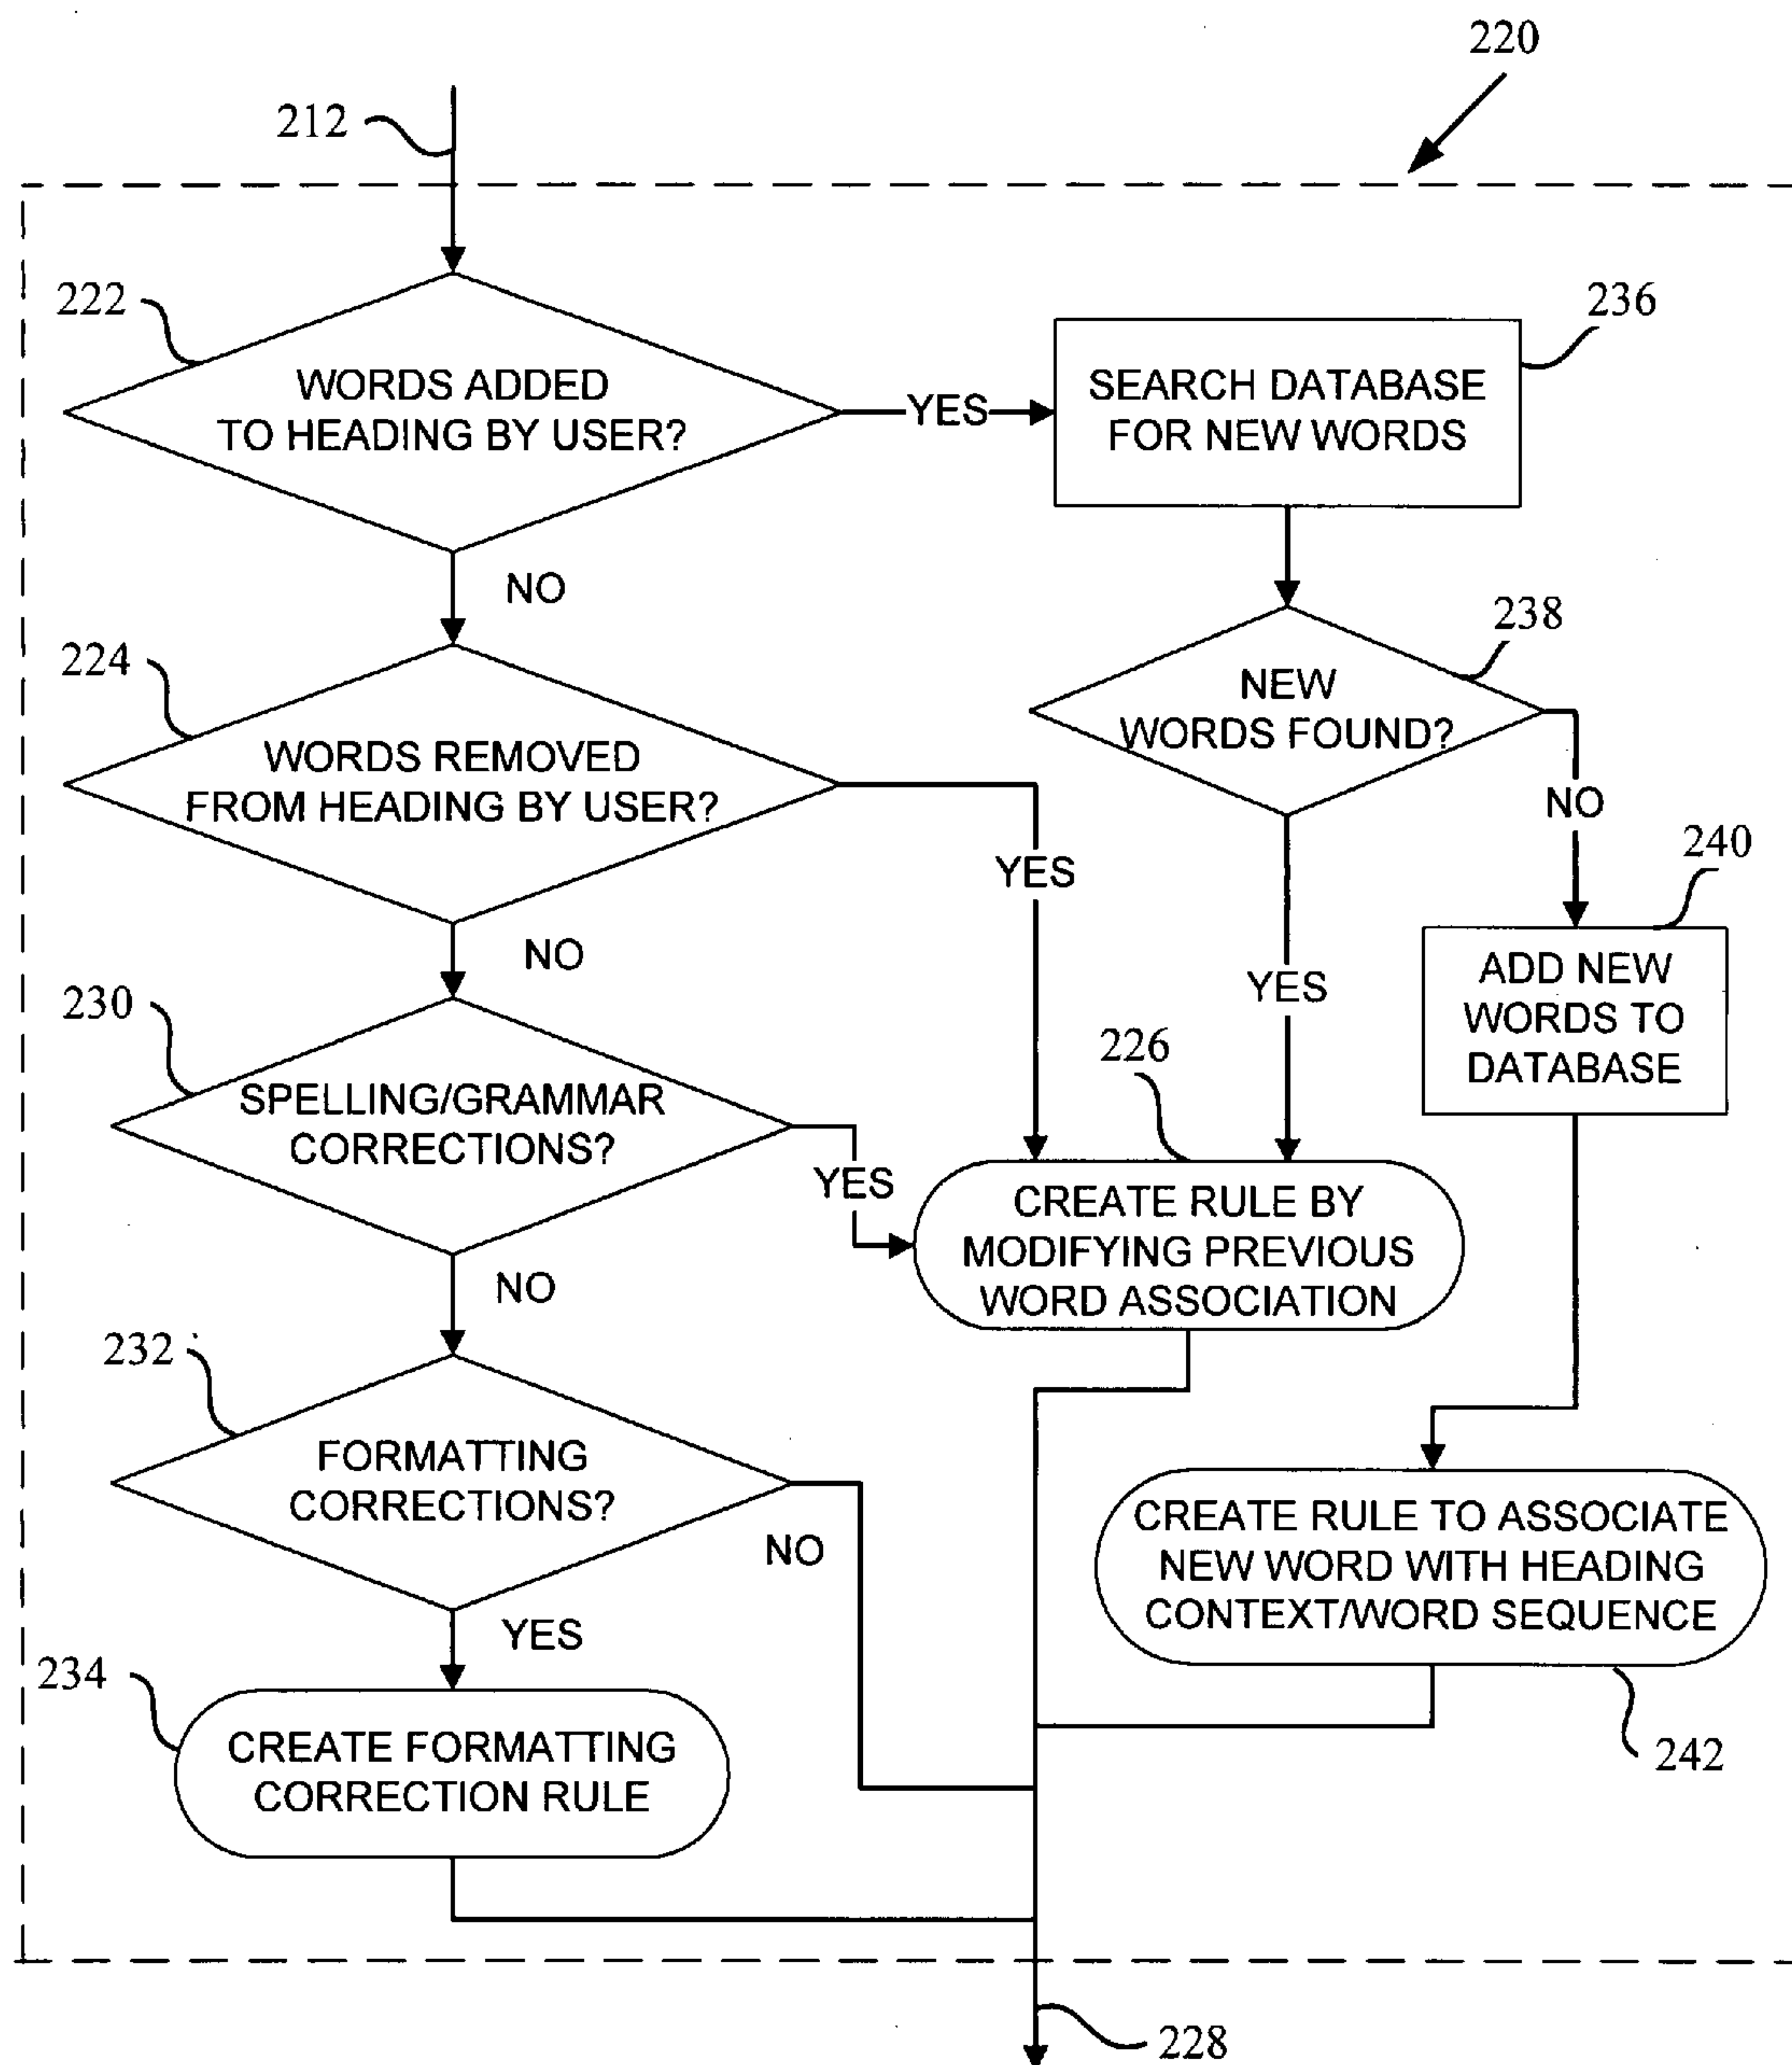 220
212
222
WORDS ADDED
TO HEADING BY USER?
YES
236
SEARCH DATABASE
FOR NEW WORDS
NO
224
WORDS REMOVED
FROM HEADING BY USER?
YES
238
NEW
WORDS FOUND?
NO
YES
240
ADD NEW
WORDS TO
DATABASE
NO
230
SPELLING/GRAMMAR
CORRECTIONS?
YES
226
CREATE RULE BY
MODIFYING PREVIOUS
WORD ASSOCIATION
NO
232
FORMATTING
CORRECTIONS?
NO
YES
CREATE RULE TO ASSOCIATE
NEW WORD WITH HEADING
CONTEXT/WORD SEQUENCE
242
234
CREATE FORMATTING
CORRECTION RULE
228